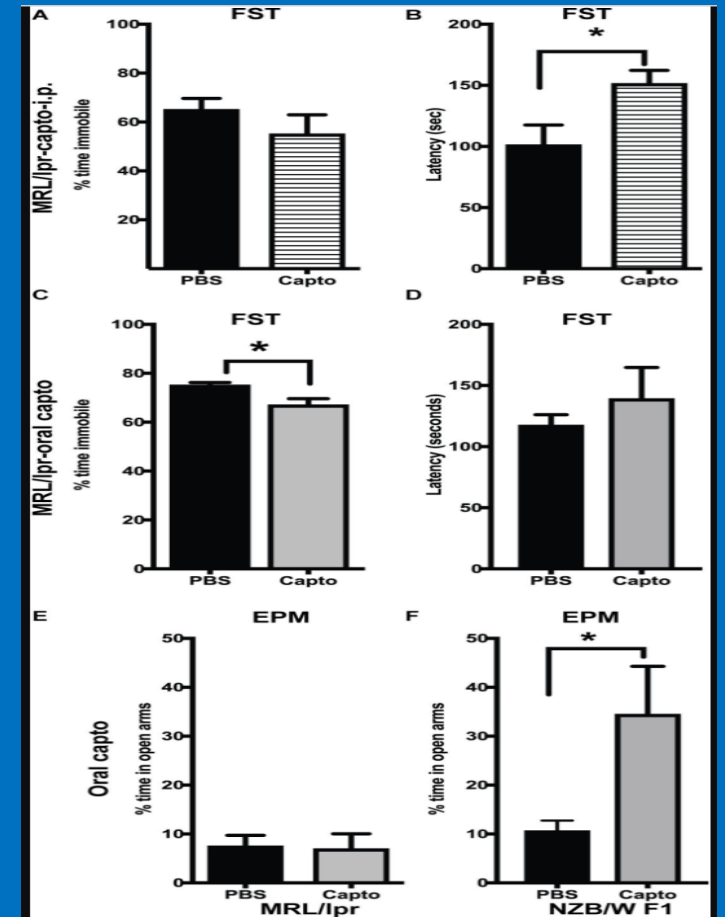 A
FST
100
80
60
40
20
% time immobile
MRL/lpr-capto-i.p.
PBS
Capto
B
FST
200
150
100
50
0
Latency (sec)
*
PBS
Capto
C
FST
100
80
60
40
20
0
% time immobile
MRL/lpr-oral capto
*
PBS
Capto
D
FST
200
150
100
50
0
Latency (seconds)
PBS
Capto
E
EPM
50
40
30
20
10
0
% time in open arms
Oral capto
PBS
Capto
MRL/lpr
F
EPM
50
40
30
20
10
0
% time in open arms
*
PBS
Capto
NZB/W F1